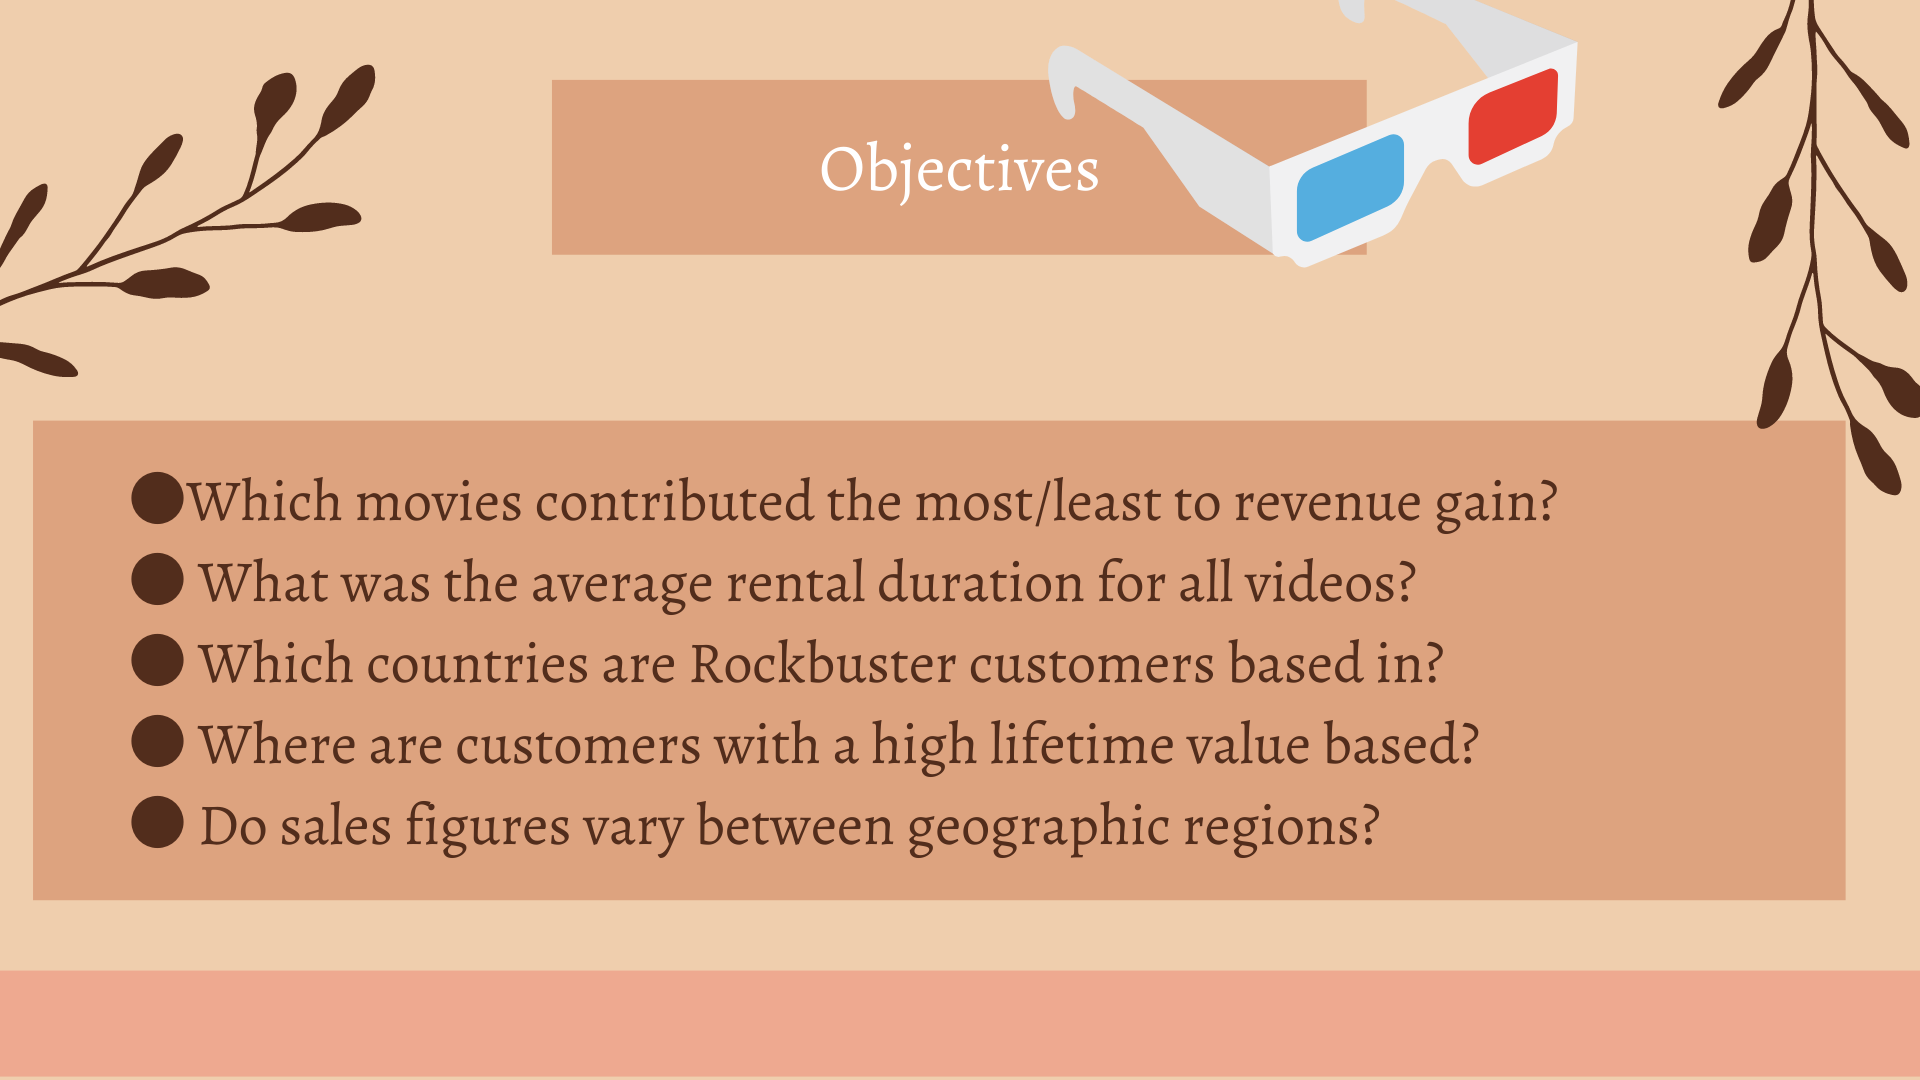 Objectives
●Which movies contributed the most/least to revenue gain?
● What was the average rental duration for all videos?
● Which countries are Rockbuster customers based in?
● Where are customers with a high lifetime value based?
● Do sales figures vary between geographic regions?